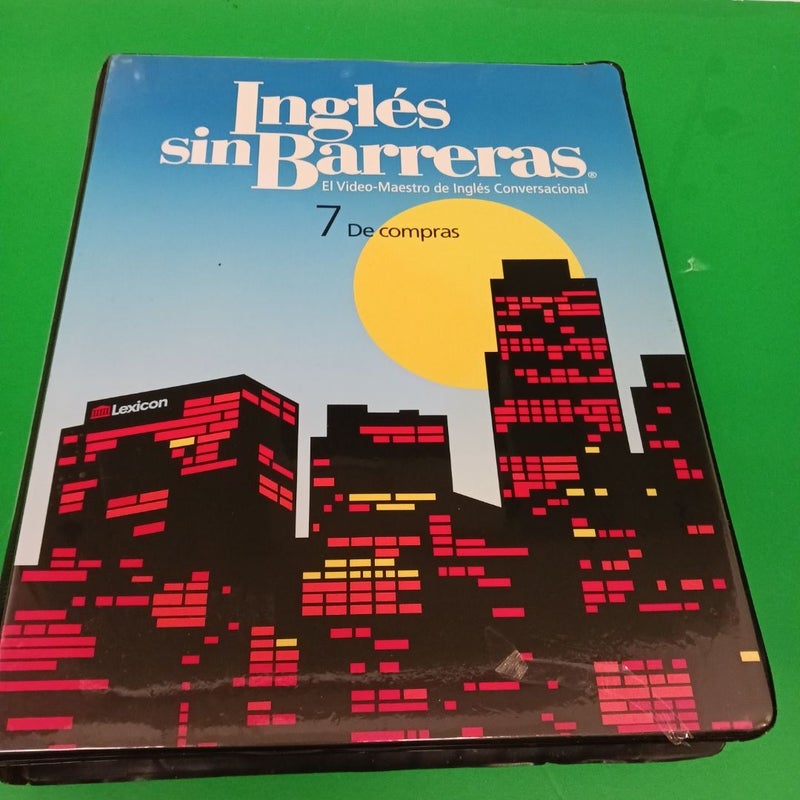 Inglés
sin Barreras®
El Video-Maestro de Inglés Conversacional
7 De compras
Lexicon